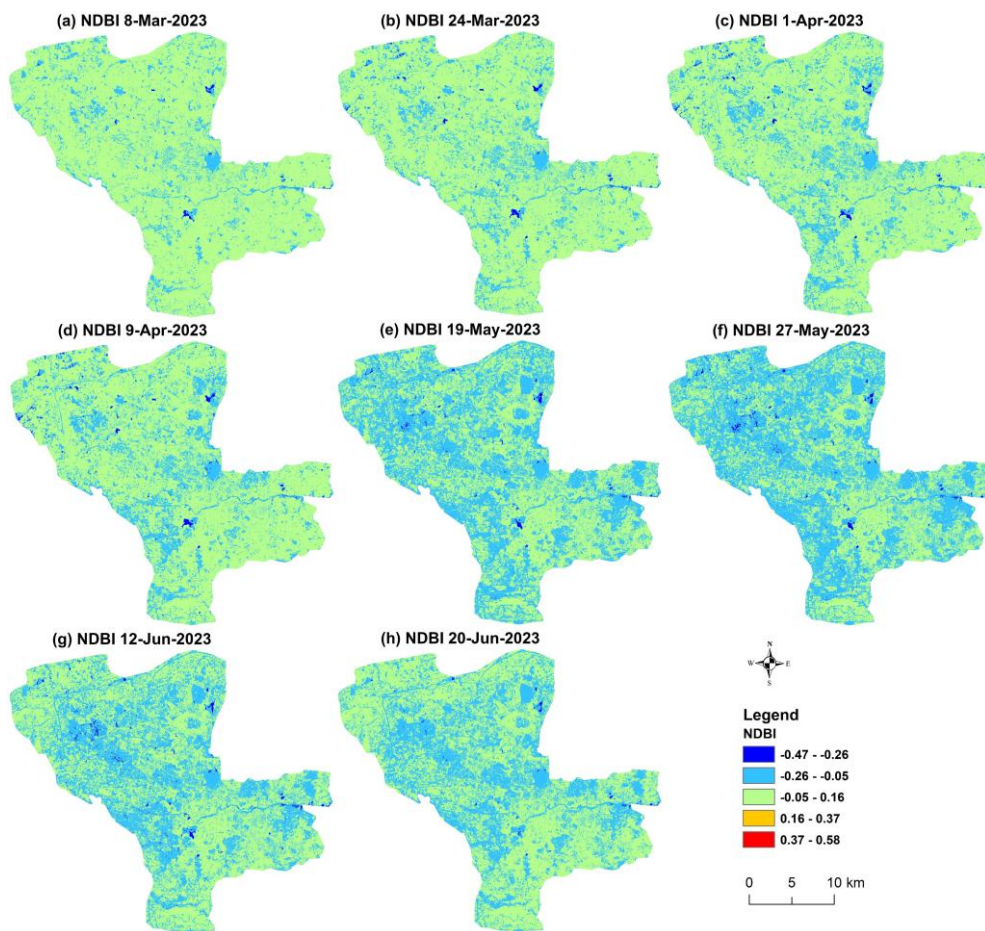 (a) NDBI 8-Mar-2023
(b) NDBI 24-Mar-2023
(c) NDBI 1-Apr-2023
(d) NDBI 9-Apr-2023
(e) NDBI 19-May-2023
(f) NDBI 27-May-2023
(g) NDBI 12-Jun-2023
(h) NDBI 20-Jun-2023
N
W E
S
Legend
NDBI
-0.47 - -0.26
-0.26 - -0.05
-0.05 - 0.16
0.16 - 0.37
0.37 - 0.58
0 5 10 km